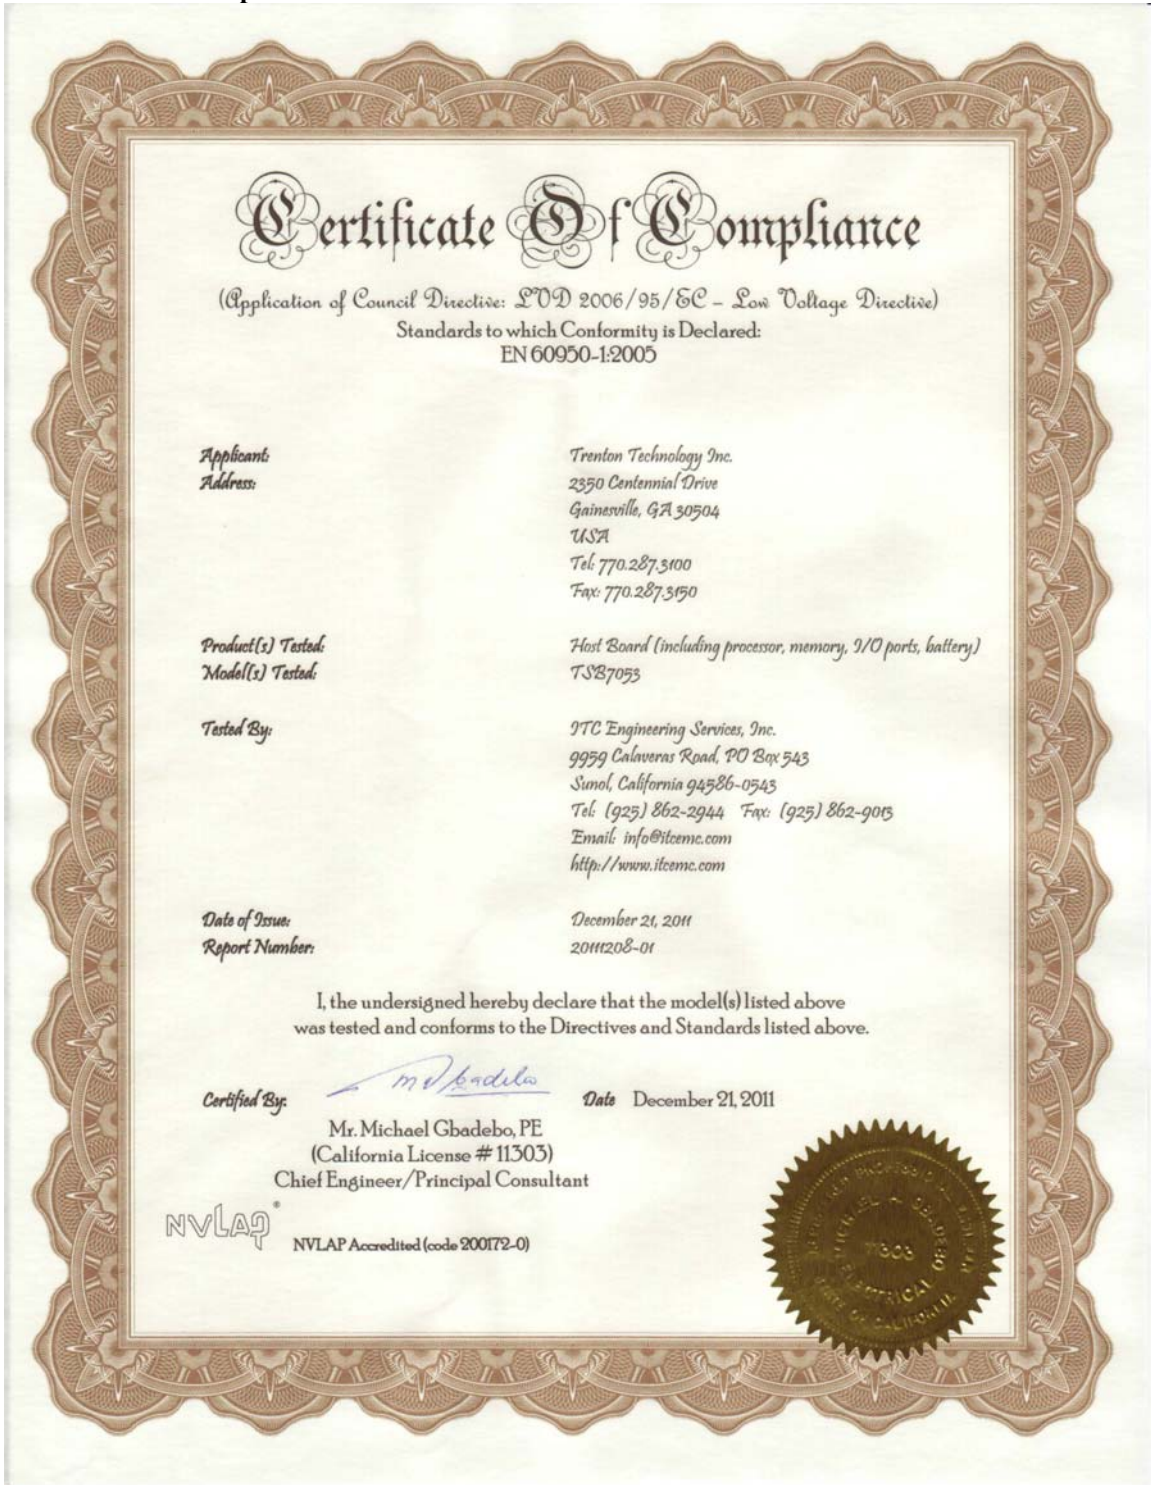 Certificate Of Compliance
(Application of Council Directive: LVD 2006/95/EC – Low Voltage Directive)
Standards to which Conformity is Declared:
EN 60950-1:2005
Applicant: Trenton Technology Inc.
Address: 2350 Centennial Drive
Gainesville, GA 30504
USA
Tel: 770.287.3100
Fax: 770.287.3150
Product(s) Tested: Host Board (including processor, memory, I/O ports, battery)
Model(s) Tested: TSB7053
Tested By: ITC Engineering Services, Inc.
9959 Calaveras Road, PO Box 543
Sunol, California 94586-0543
Tel: (925) 862-2944 Fax: (925) 862-9013
Email: info@itcemc.com
http://www.itcemc.com
Date of Issue: December 21, 2011
Report Number: 20111208-01
I, the undersigned hereby declare that the model(s) listed above
was tested and conforms to the Directives and Standards listed above.
Certified By: Date December 21, 2011
Mr. Michael Gbadebo, PE
(California License # 11303)
Chief Engineer/Principal Consultant
NVLAP®
NVLAP Accredited (code 200172-0)
11303
ELECTRICAL
STATE OF CALIFORNIA